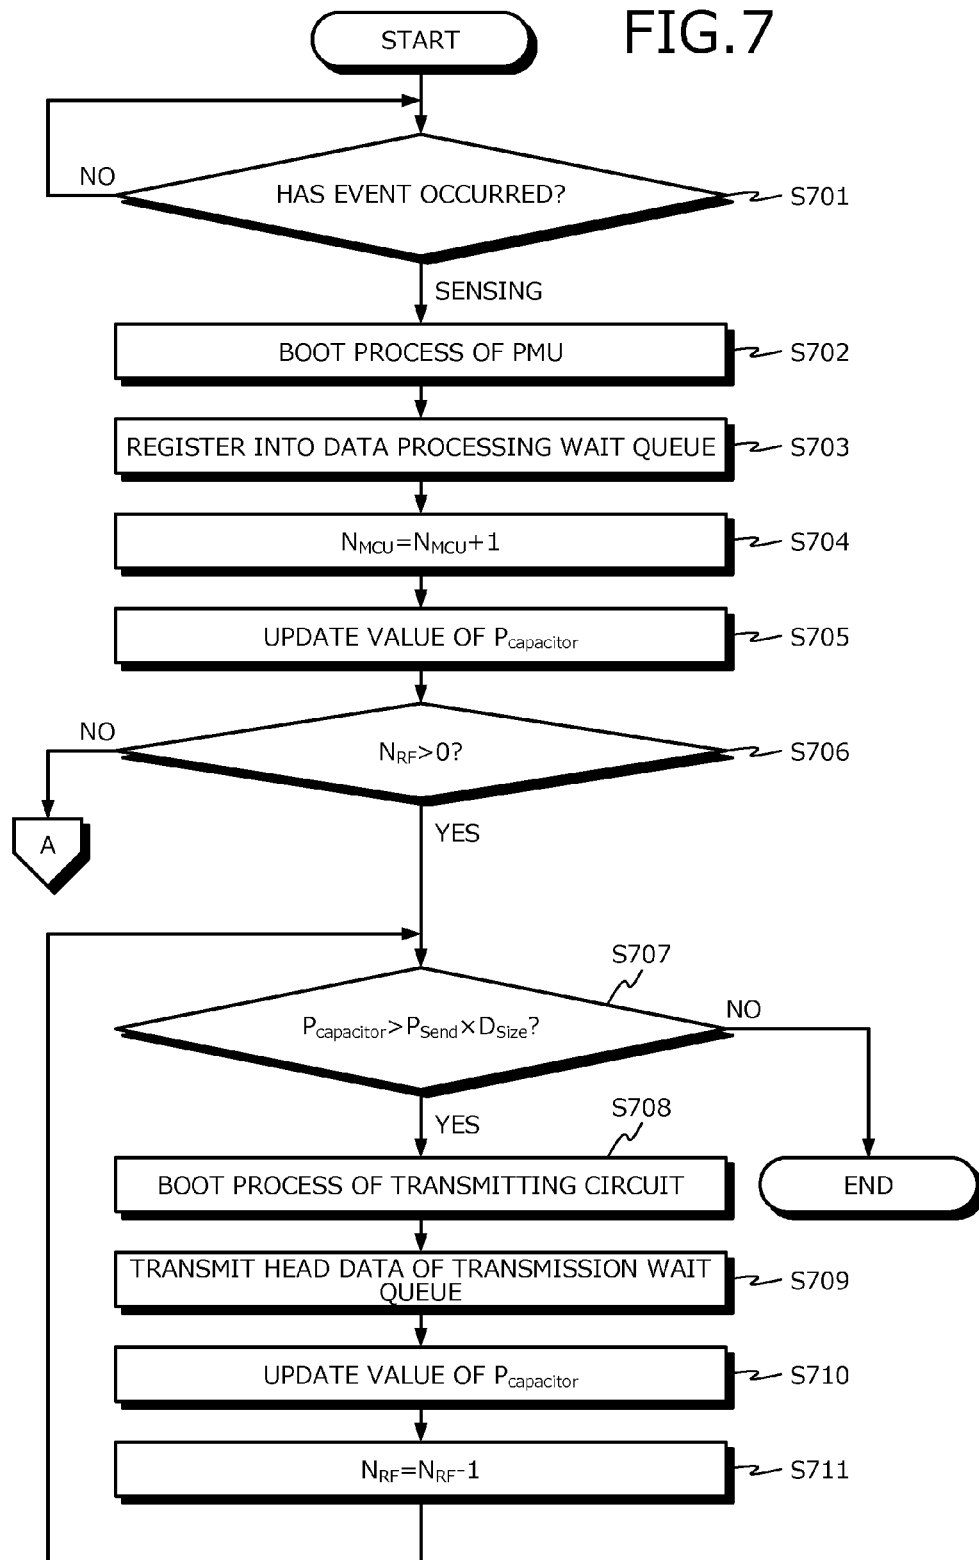 FIG.7
START
HAS EVENT OCCURRED?
NO
S701
SENSING
BOOT PROCESS OF PMU
S702
REGISTER INTO DATA PROCESSING WAIT QUEUE
S703
NMCU=NMCU+1
S704
UPDATE VALUE OF Pcapacitor
S705
NO
NRF>0?
S706
A
YES
S707
Pcapacitor>PSend×DSize?
NO
YES
S708
BOOT PROCESS OF TRANSMITTING CIRCUIT
END
TRANSMIT HEAD DATA OF TRANSMISSION WAIT
QUEUE
S709
UPDATE VALUE OF Pcapacitor
S710
NRF=NRF-1
S711